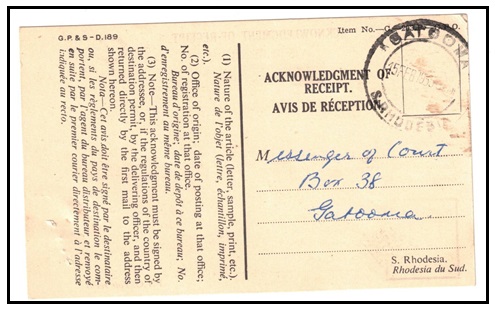 G.P. & S - D.189
(1) Nature of the article (letter, sample, print, etc.).
Nature de l'objet (lettre, échantillon, imprimé,
etc.).
(2) Office of origin; date of posting at that office;
No. of registration at that office.
Bureau d'origine; date de depôt à ce bureau; No.
d'enregistrement au même bureau.
(3) Note—This acknowledgment must be signed by
the addressee, or, if the regulations of the country of
destination permit, by the delivering officer, and then
returned directly by the first mail to the address
shown hereon.
Nota—Cet avis doit être signé par le destinataire
ou, si les règlements du pays de destination le com-
portent, par l'agent du bureau distributeur et renvoyé
en suite par le premier courier directement à l'adresse
indiquée au recto.
Item No.
GATOOMA
S. RHODESIA
ACKNOWLEDGMENT OF
RECEIPT.
AVIS DE RÉCEPTION
Messenger of Court
Box 38
Gatooma
S. Rhodesia.
Rhodesia du Sud.